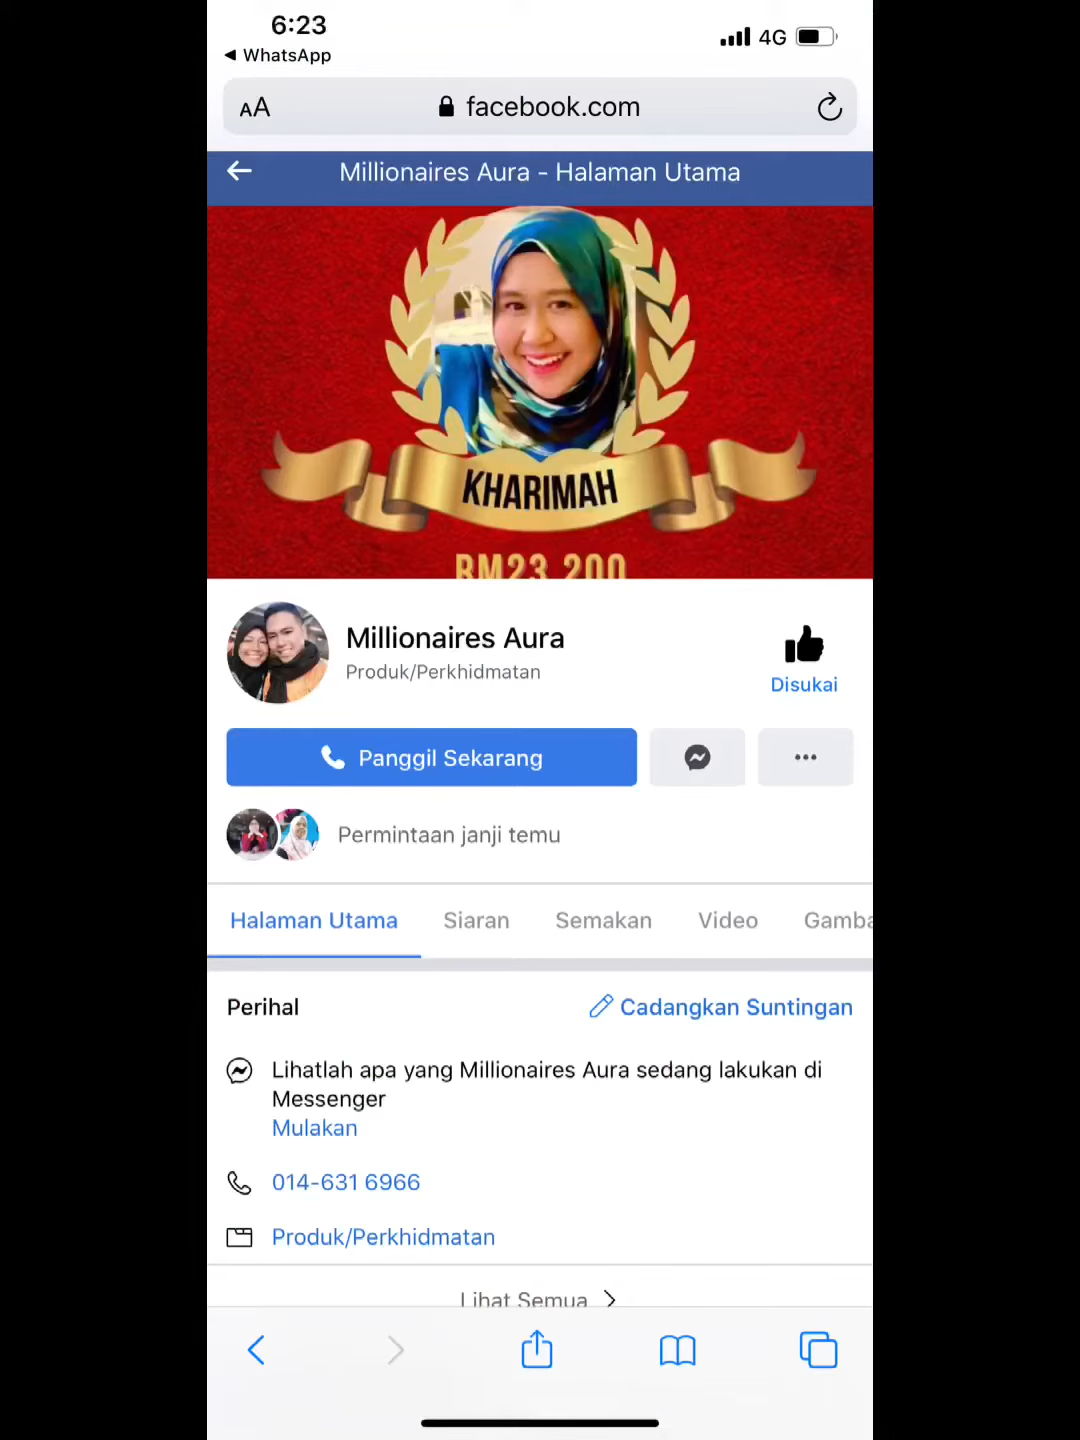 6:23
4G
WhatsApp
AA
facebook.com
Millionaires Aura - Halaman Utama
KHARIMAH
RM23,200
Millionaires Aura
Produk/Perkhidmatan
Disukai
Panggil Sekarang
Permintaan janji temu
Halaman Utama
Siaran
Semakan
Video
Gamba
Perihal
Cadangkan Suntingan
Lihatlah apa yang Millionaires Aura sedang lakukan di
Messenger
Mulakan
014-631 6966
Produk/Perkhidmatan
Lihat Semua